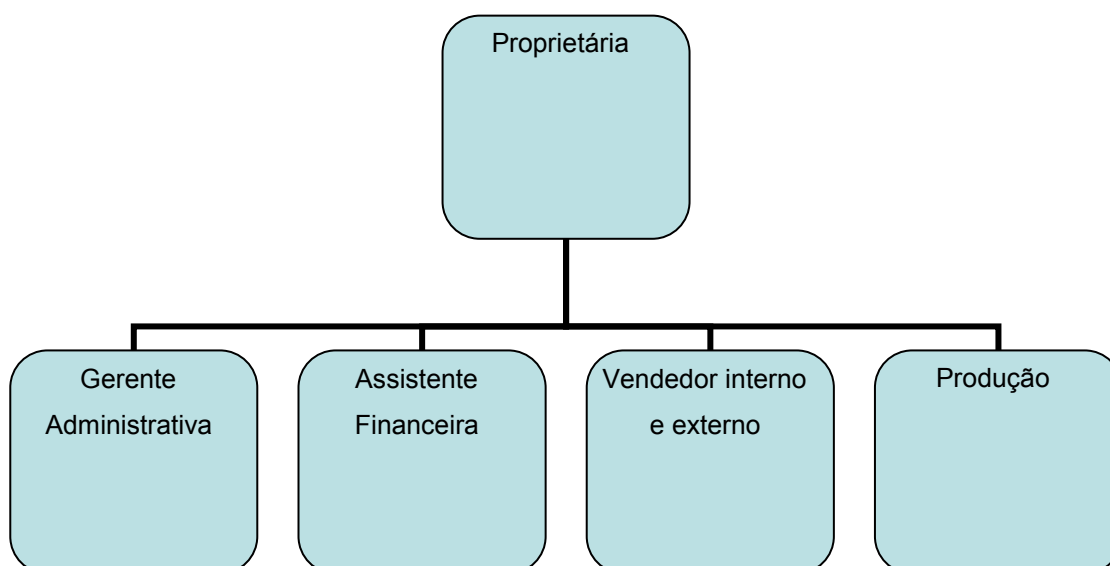 Proprietária
Gerente
Administrativa
Assistente
Financeira
Vendedor interno
e externo
Produção